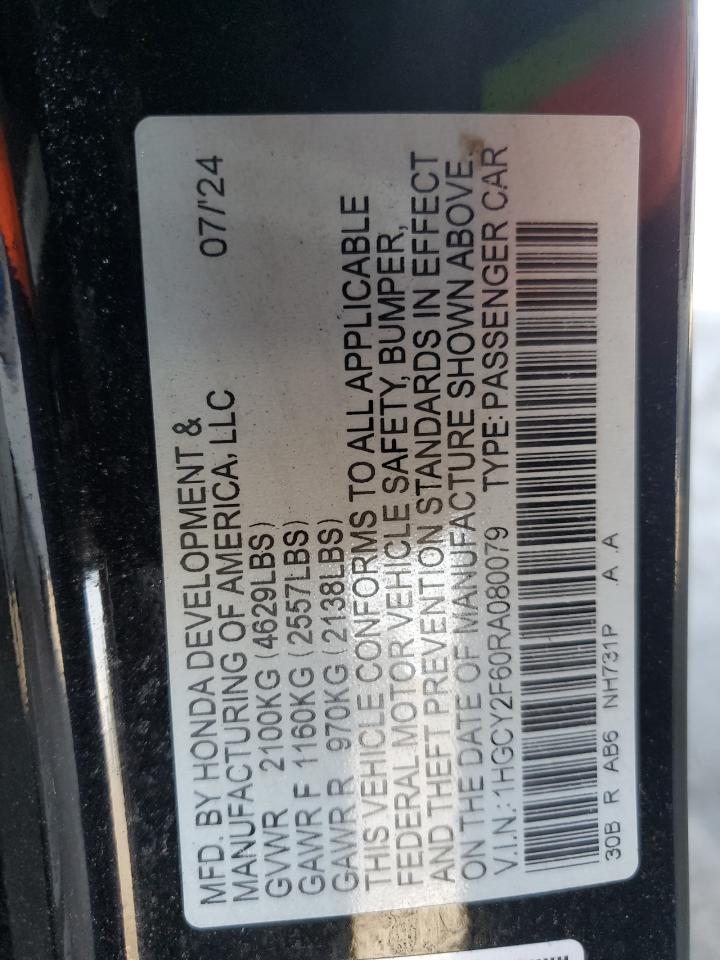 MFD. BY HONDA DEVELOPMENT &
MANUFACTURING OF AMERICA, LLC 07/'24
GVWR 2100KG (4629LBS)
GAWR F 1160KG (2557LBS)
GAWR R 970KG (2138LBS)
THIS VEHICLE CONFORMS TO ALL APPLICABLE
FEDERAL MOTOR VEHICLE SAFETY, BUMPER,
AND THEFT PREVENTION STANDARDS IN EFFECT
ON THE DATE OF MANUFACTURE SHOWN ABOVE.
V.I.N.: 1HGCY2F60RA080079 TYPE: PASSENGER CAR
30B R AB6 NH731P A A